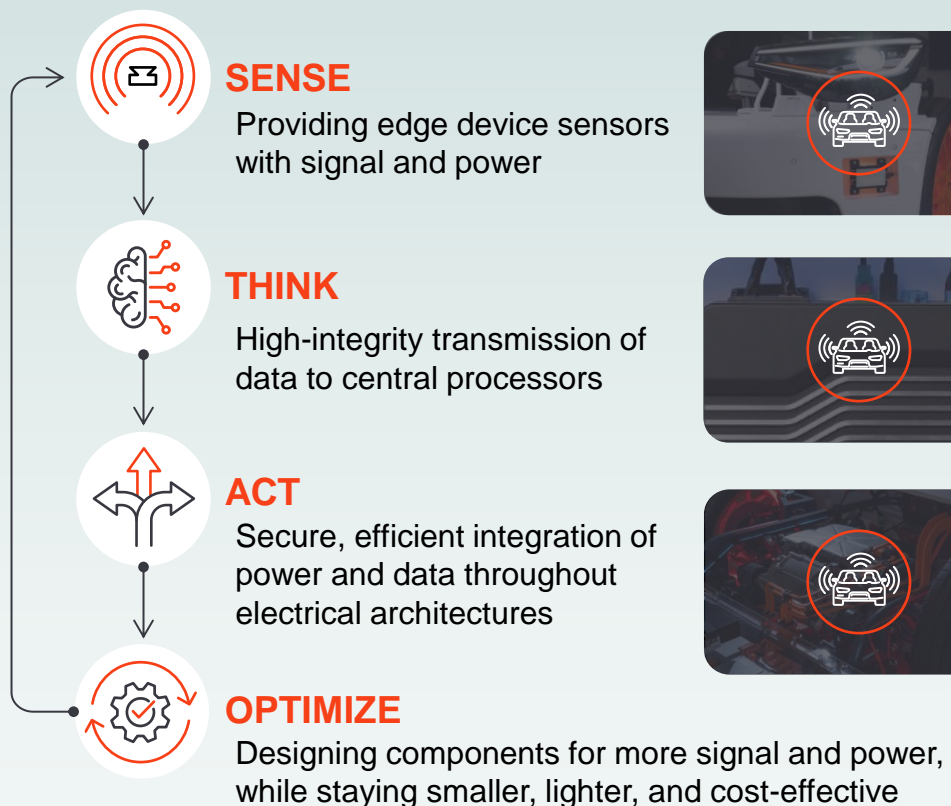 SENSE
Providing edge device sensors
with signal and power
THINK
High-integrity transmission of
data to central processors
ACT
Secure, efficient integration of
power and data throughout
electrical architectures
OPTIMIZE
Designing components for more signal and power,
while staying smaller, lighter, and cost-effective